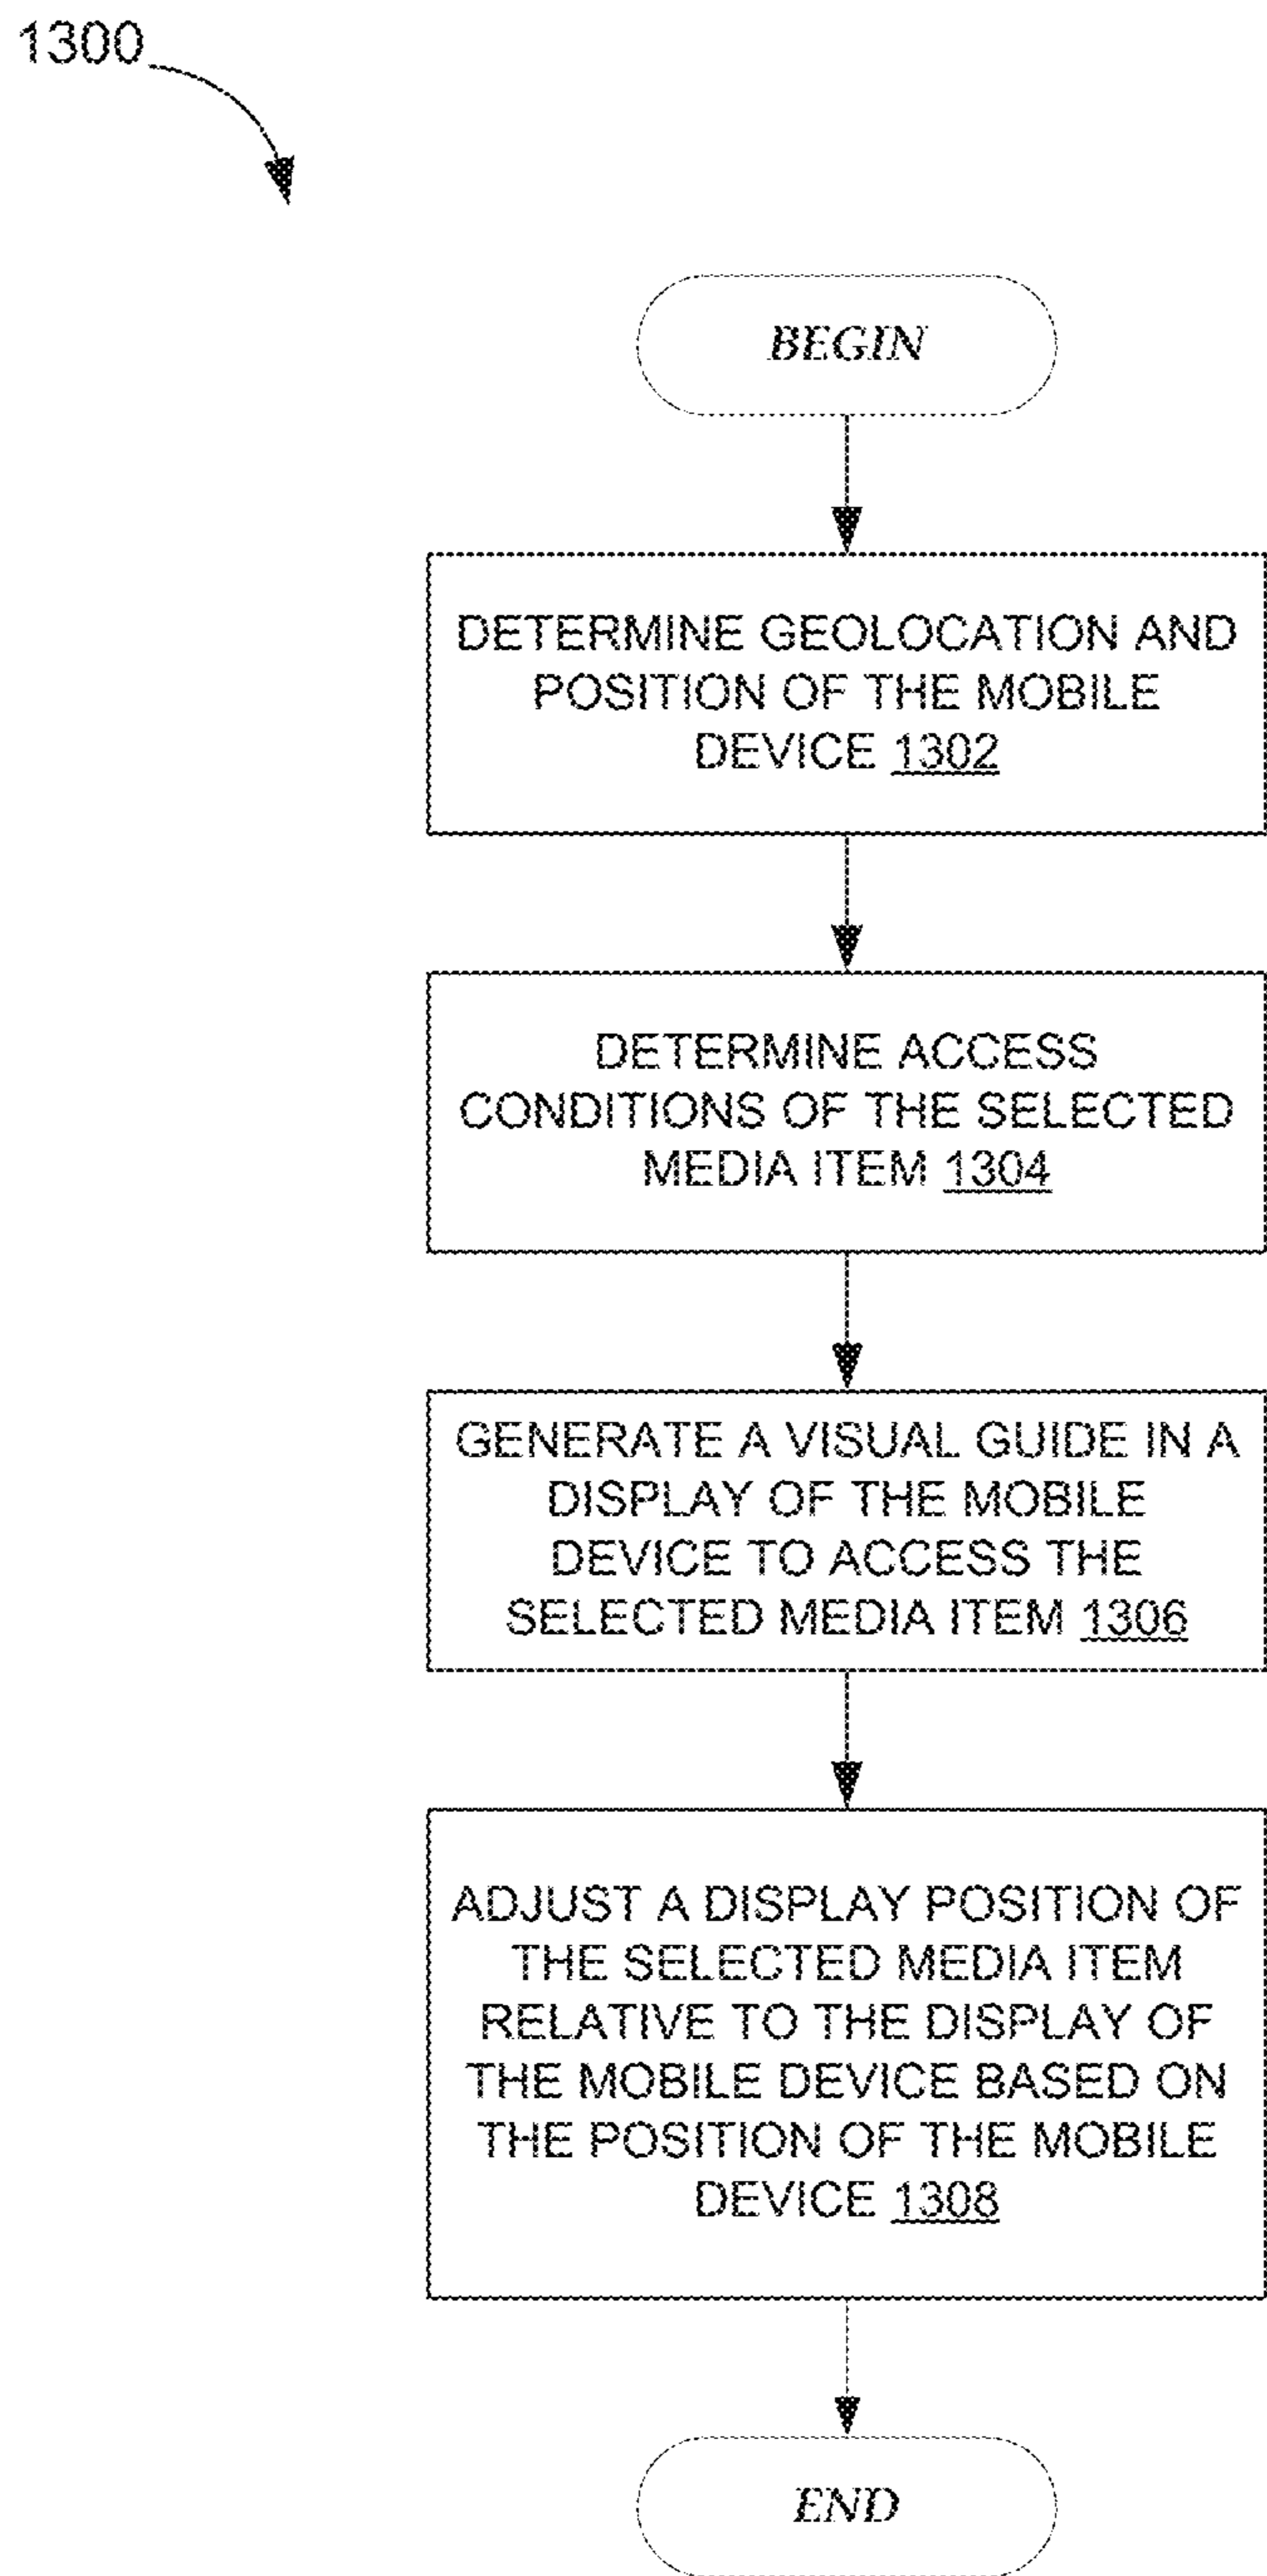 1300
BEGIN
DETERMINE GEOLOCATION AND
POSITION OF THE MOBILE
DEVICE 1302
DETERMINE ACCESS
CONDITIONS OF THE SELECTED
MEDIA ITEM 1304
GENERATE A VISUAL GUIDE IN A
DISPLAY OF THE MOBILE
DEVICE TO ACCESS THE
SELECTED MEDIA ITEM 1306
ADJUST A DISPLAY POSITION OF
THE SELECTED MEDIA ITEM
RELATIVE TO THE DISPLAY OF
THE MOBILE DEVICE BASED ON
THE POSITION OF THE MOBILE
DEVICE 1308
END